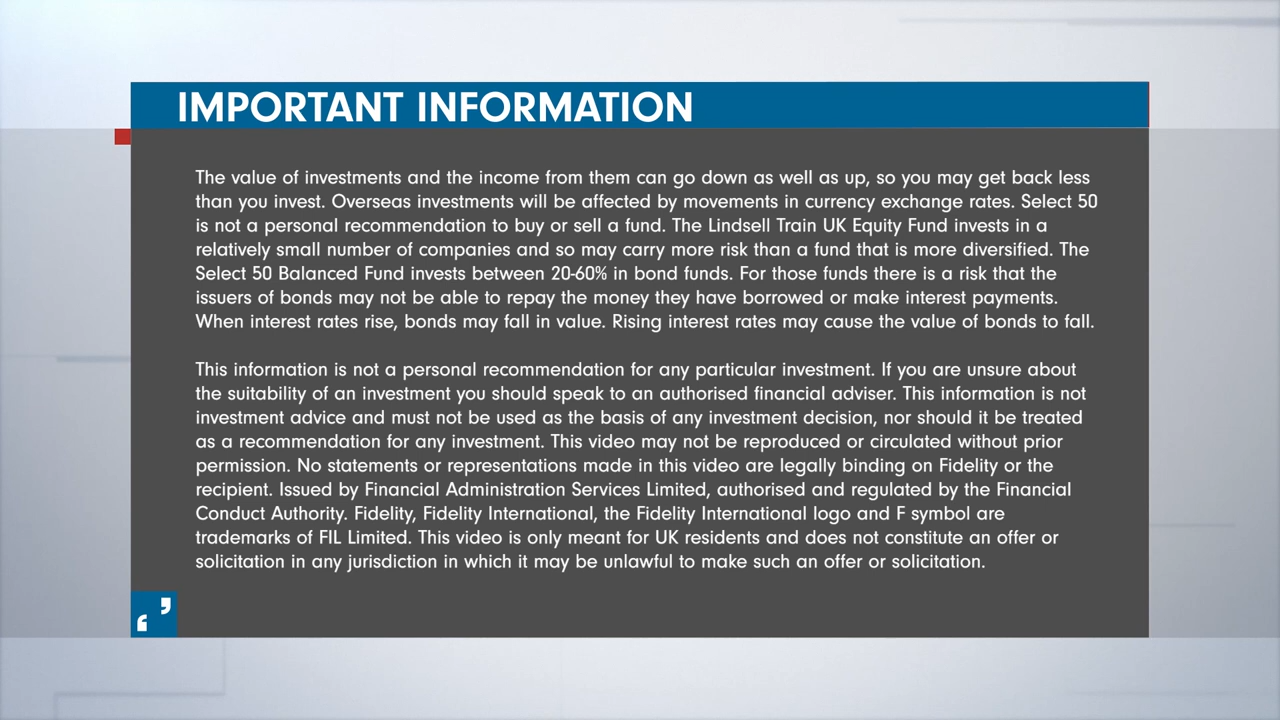 IMPORTANT INFORMATION
The value of investments and the income from them can go down as well as up, so you may get back less
than you invest. Overseas investments will be affected by movements in currency exchange rates. Select 50
is not a personal recommendation to buy or sell a fund. The Lindsell Train UK Equity Fund invests in a
relatively small number of companies and so may carry more risk than a fund that is more diversified. The
Select 50 Balanced Fund invests between 20-60% in bond funds. For those funds there is a risk that the
issuers of bonds may not be able to repay the money they have borrowed or make interest payments.
When interest rates rise, bonds may fall in value. Rising interest rates may cause the value of bonds to fall.
This information is not a personal recommendation for any particular investment. If you are unsure about
the suitability of an investment you should speak to an authorised financial adviser. This information is not
investment advice and must not be used as the basis of any investment decision, nor should it be treated
as a recommendation for any investment. This video may not be reproduced or circulated without prior
permission. No statements or representations made in this video are legally binding on Fidelity or the
recipient. Issued by Financial Administration Services Limited, authorised and regulated by the Financial
Conduct Authority. Fidelity, Fidelity International, the Fidelity International logo and F symbol are
trademarks of FIL Limited. This video is only meant for UK residents and does not constitute an offer or
solicitation in any jurisdiction in which it may be unlawful to make such an offer or solicitation.